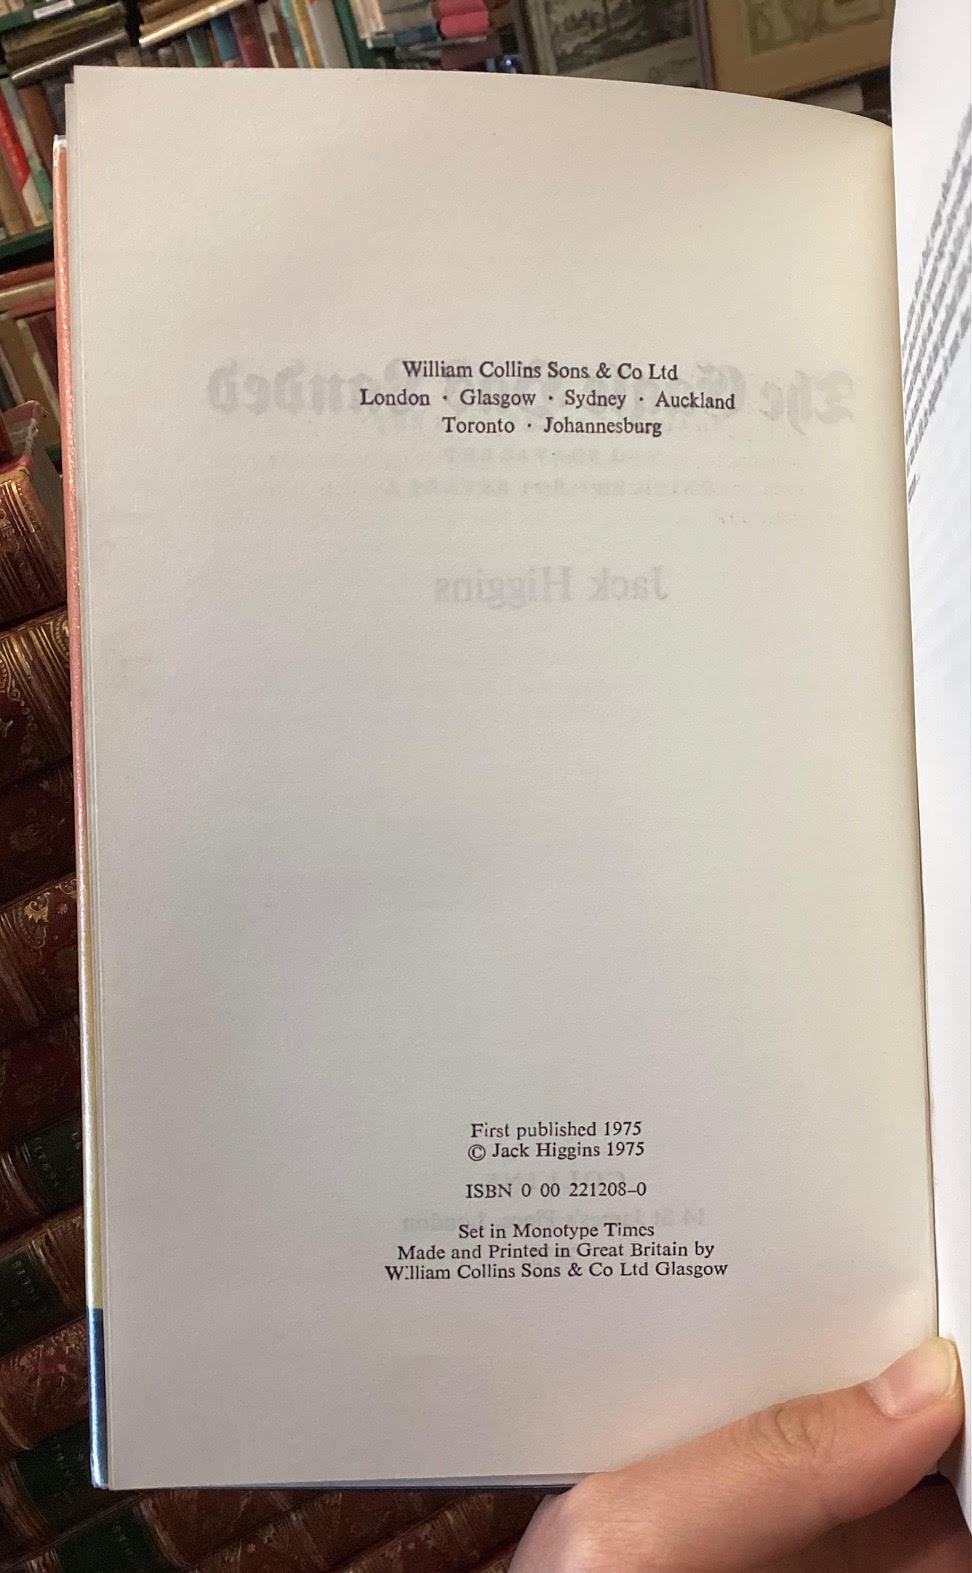 William Collins Sons & Co Ltd
London · Glasgow · Sydney · Auckland
Toronto · Johannesburg
Jack Higgins
First published 1975
© Jack Higgins 1975
ISBN 0 00 221208–0
Set in Monotype Times
Made and Printed in Great Britain by
William Collins Sons & Co Ltd Glasgow